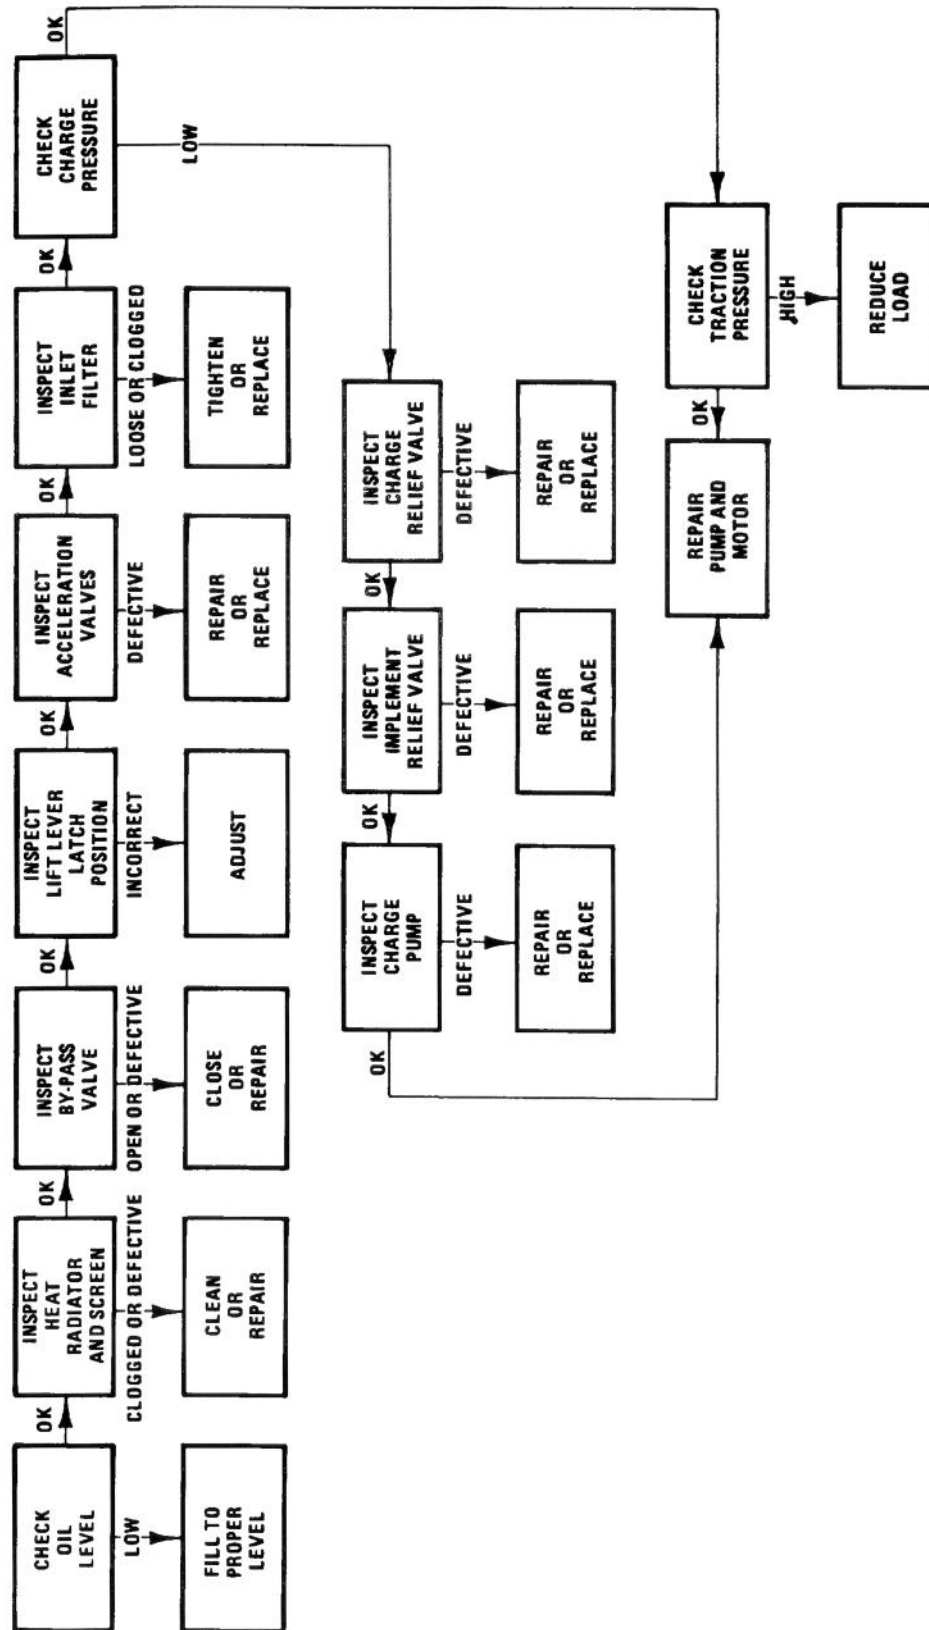 CHECK
OIL
LEVEL
OK
INSPECT
HEAT
RADIATOR
AND SCREEN
OK
INSPECT
BY-PASS
VALVE
OK
INSPECT
LIFT LEVER
LATCH
POSITION
OK
INSPECT
ACCELERATION
VALVES
OK
INSPECT
INLET
FILTER
OK
CHECK
CHARGE
PRESSURE
OK
LOW
CLOGGED OR DEFECTIVE
OPEN OR DEFECTIVE
INCORRECT
DEFECTIVE
LOOSE OR CLOGGED
LOW
FILL TO
PROPER
LEVEL
CLEAN
OR
REPAIR
CLOSE
OR
REPAIR
ADJUST
REPAIR
OR
REPLACE
TIGHTEN
OR
REPLACE
OK
INSPECT
CHARGE
PUMP
OK
INSPECT
IMPLEMENT
RELIEF VALVE
OK
INSPECT
CHARGE
RELIEF VALVE
DEFECTIVE
DEFECTIVE
DEFECTIVE
REPAIR
OR
REPLACE
REPAIR
OR
REPLACE
REPAIR
OR
REPLACE
REPAIR
PUMP AND
MOTOR
OK
CHECK
TRACTION
PRESSURE
HIGH
REDUCE
LOAD